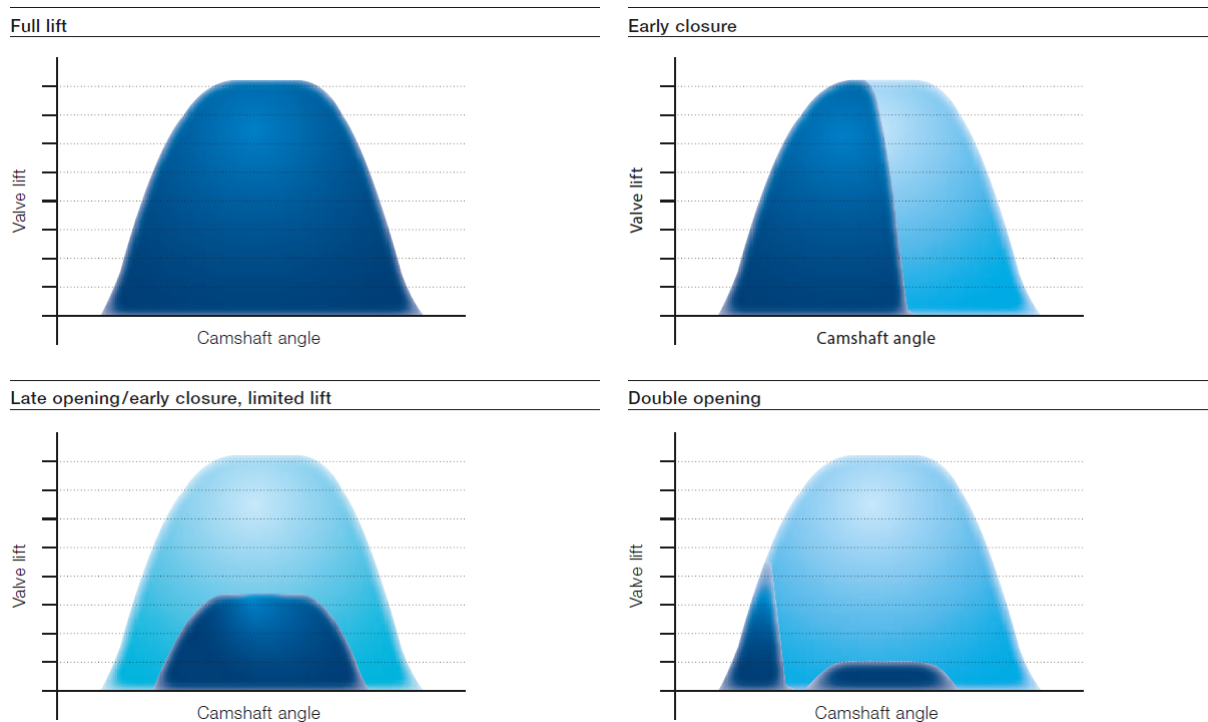 Full lift
Valve lift
Camshaft angle
Early closure
Valve lift
Camshaft angle
Late opening/early closure, limited lift
Valve lift
Camshaft angle
Double opening
Valve lift
Camshaft angle